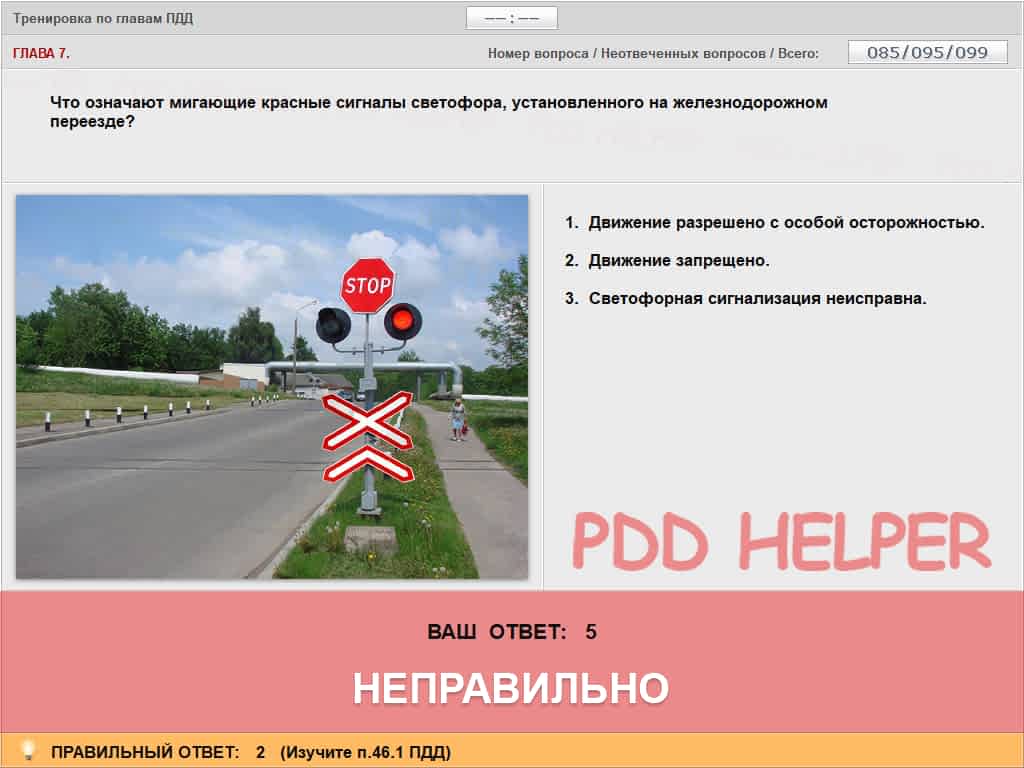 Тренировка по главам ПДД
—— : ——
ГЛАВА 7.
Номер вопроса / Неотвеченных вопросов / Всего:
085/095/099
Что означают мигающие красные сигналы светофора, установленного на железнодорожном
переезде?
STOP
1. Движение разрешено с особой осторожностью.
2. Движение запрещено.
3. Светофорная сигнализация неисправна.
PDD HELPER
ВАШ ОТВЕТ: 5
НЕПРАВИЛЬНО
ПРАВИЛЬНЫЙ ОТВЕТ: 2 (Изучите п.46.1 ПДД)